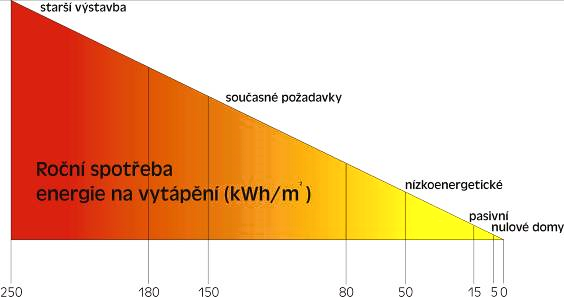 starší výstavba
současné požadavky
Roční spotřeba
energie na vytápění (kWh/m²)
nízkoenergetické
pasivní
nulové domy
250 180 150 80 50 15 5 0